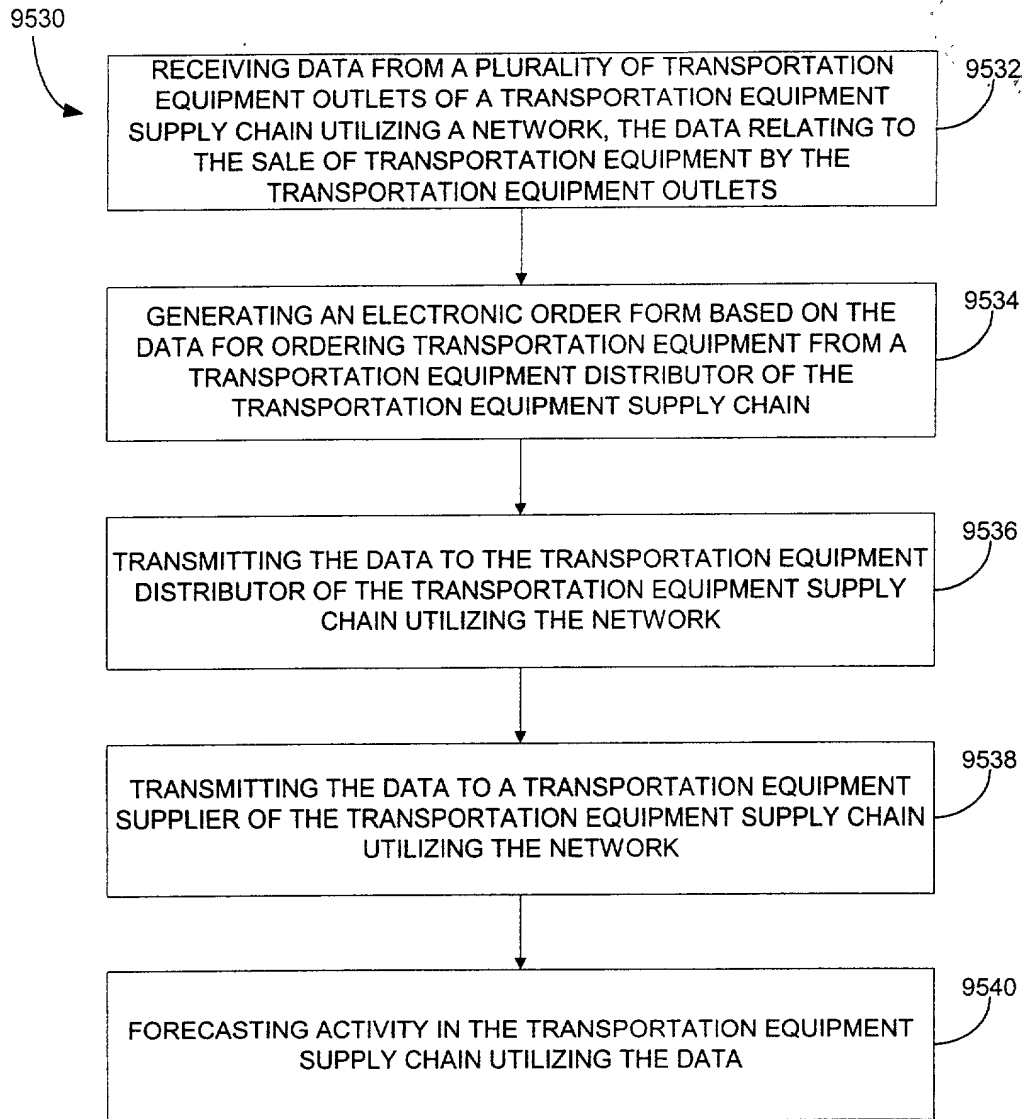 9530
RECEIVING DATA FROM A PLURALITY OF TRANSPORTATION
EQUIPMENT OUTLETS OF A TRANSPORTATION EQUIPMENT
SUPPLY CHAIN UTILIZING A NETWORK, THE DATA RELATING TO
THE SALE OF TRANSPORTATION EQUIPMENT BY THE
TRANSPORTATION EQUIPMENT OUTLETS
9532
GENERATING AN ELECTRONIC ORDER FORM BASED ON THE
DATA FOR ORDERING TRANSPORTATION EQUIPMENT FROM A
TRANSPORTATION EQUIPMENT DISTRIBUTOR OF THE
TRANSPORTATION EQUIPMENT SUPPLY CHAIN
9534
TRANSMITTING THE DATA TO THE TRANSPORTATION EQUIPMENT
DISTRIBUTOR OF THE TRANSPORTATION EQUIPMENT SUPPLY
CHAIN UTILIZING THE NETWORK
9536
TRANSMITTING THE DATA TO A TRANSPORTATION EQUIPMENT
SUPPLIER OF THE TRANSPORTATION EQUIPMENT SUPPLY CHAIN
UTILIZING THE NETWORK
9538
FORECASTING ACTIVITY IN THE TRANSPORTATION EQUIPMENT
SUPPLY CHAIN UTILIZING THE DATA
9540